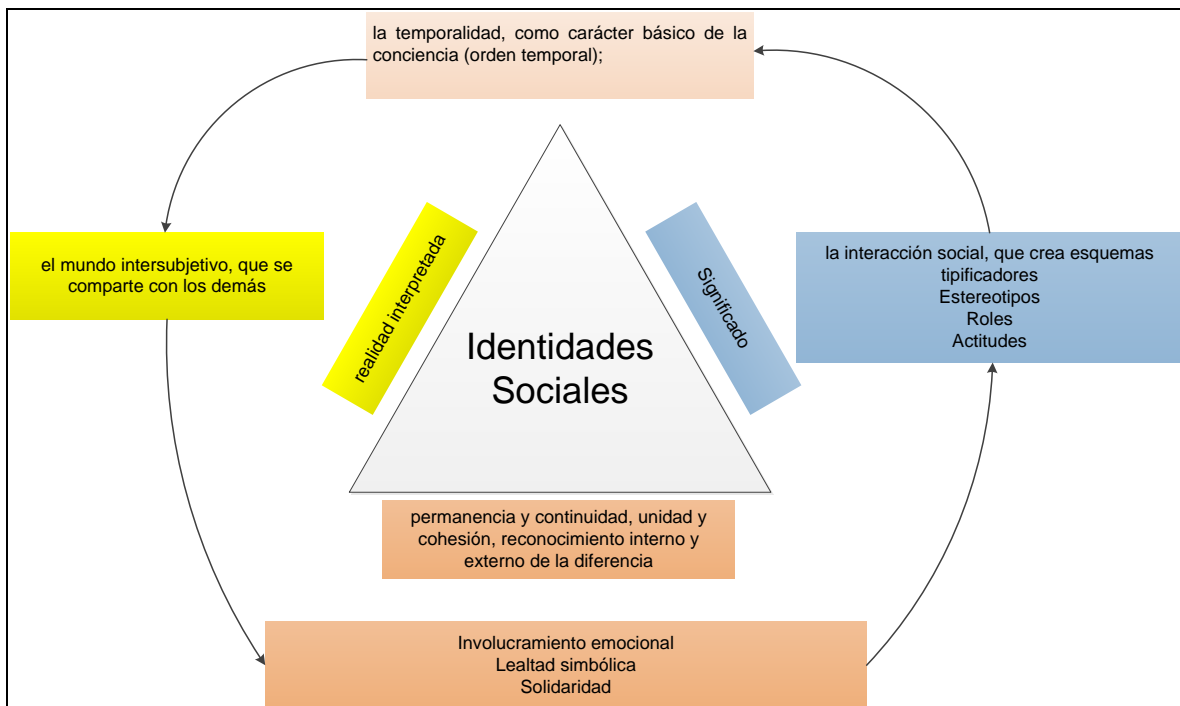 la temporalidad, como carácter básico de la
conciencia (orden temporal);
el mundo intersubjetivo, que se
comparte con los demás
realidad interpretada
Significado
la interacción social, que crea esquemas
tipificadores
Estereotipos
Roles
Actitudes
Identidades
Sociales
permanencia y continuidad, unidad y
cohesión, reconocimiento interno y
externo de la diferencia
Involucramiento emocional
Lealtad simbólica
Solidaridad